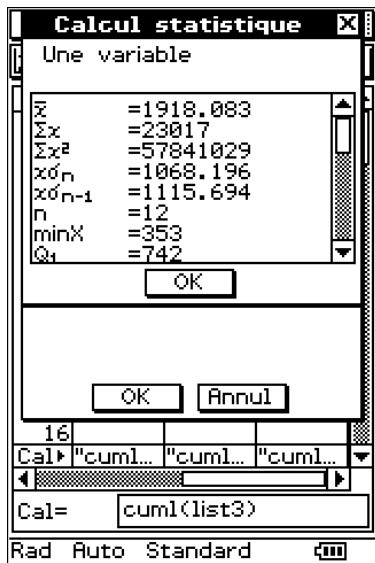 Calcul statistique
Une variable
x̄ =1918.083
Σx =23017
Σx² =57841029
xσn =1068.196
xσn-1 =1115.694
n =12
minX =353
Q₁ =742
OK
OK Annul
16
Cal▸ "cuml… "cuml… "cuml…
Cal= cuml(list3)
Rad Auto Standard